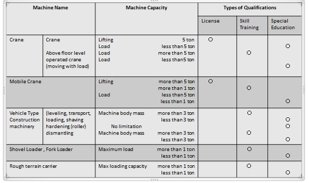 Machine Name Machine Capacity Types of Qualifications
License Skill Training Special Education
Crane Crane Lifting 5 ton
Load less than 5 ton
Above floor level Load more than 5 ton
operated crane Load less than 5 ton
(moving with load)
Mobile Crane Lifting more than 5 ton
more than 1 ton
Load less than 5 ton
less than 1 ton
Vehicle Type (leveling, transport, Machine body mass more than 3 ton
Construction loading, shaving less than 3 ton
machinery hardening (roller) No limitation
dismantling Machine body mass more than 3 ton
less than 3 ton
Shovel Loader , Fork Loader Maximum load more than 1 ton
less than 1 ton
Rough terrain carrier Max loading capacity more than 1 ton
less than 1 ton